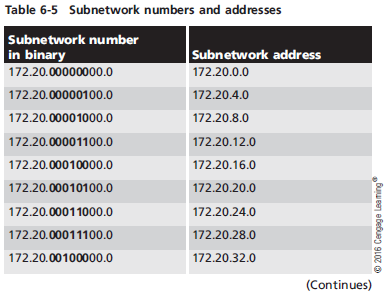 Table 6-5 Subnetwork numbers and addresses
Subnetwork number
in binary Subnetwork address
172.20.00000000.0 172.20.0.0
172.20.00000100.0 172.20.4.0
172.20.00001000.0 172.20.8.0
172.20.00001100.0 172.20.12.0
172.20.00010000.0 172.20.16.0
172.20.00010100.0 172.20.20.0
172.20.00011000.0 172.20.24.0
172.20.00011100.0 172.20.28.0
172.20.00100000.0 172.20.32.0
© 2016 Cengage Learning®
(Continues)